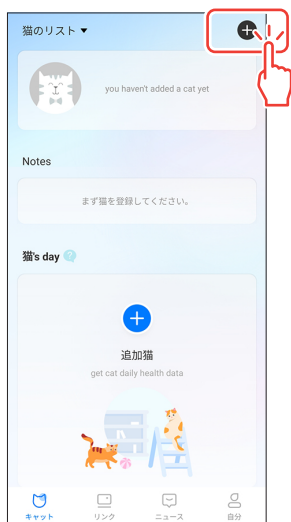 猫のリスト ▼
you haven't added a cat yet
Notes
まず猫を登録してください。
猫's day ?
追加猫
get cat daily health data
キャット リンク ニュース 自分